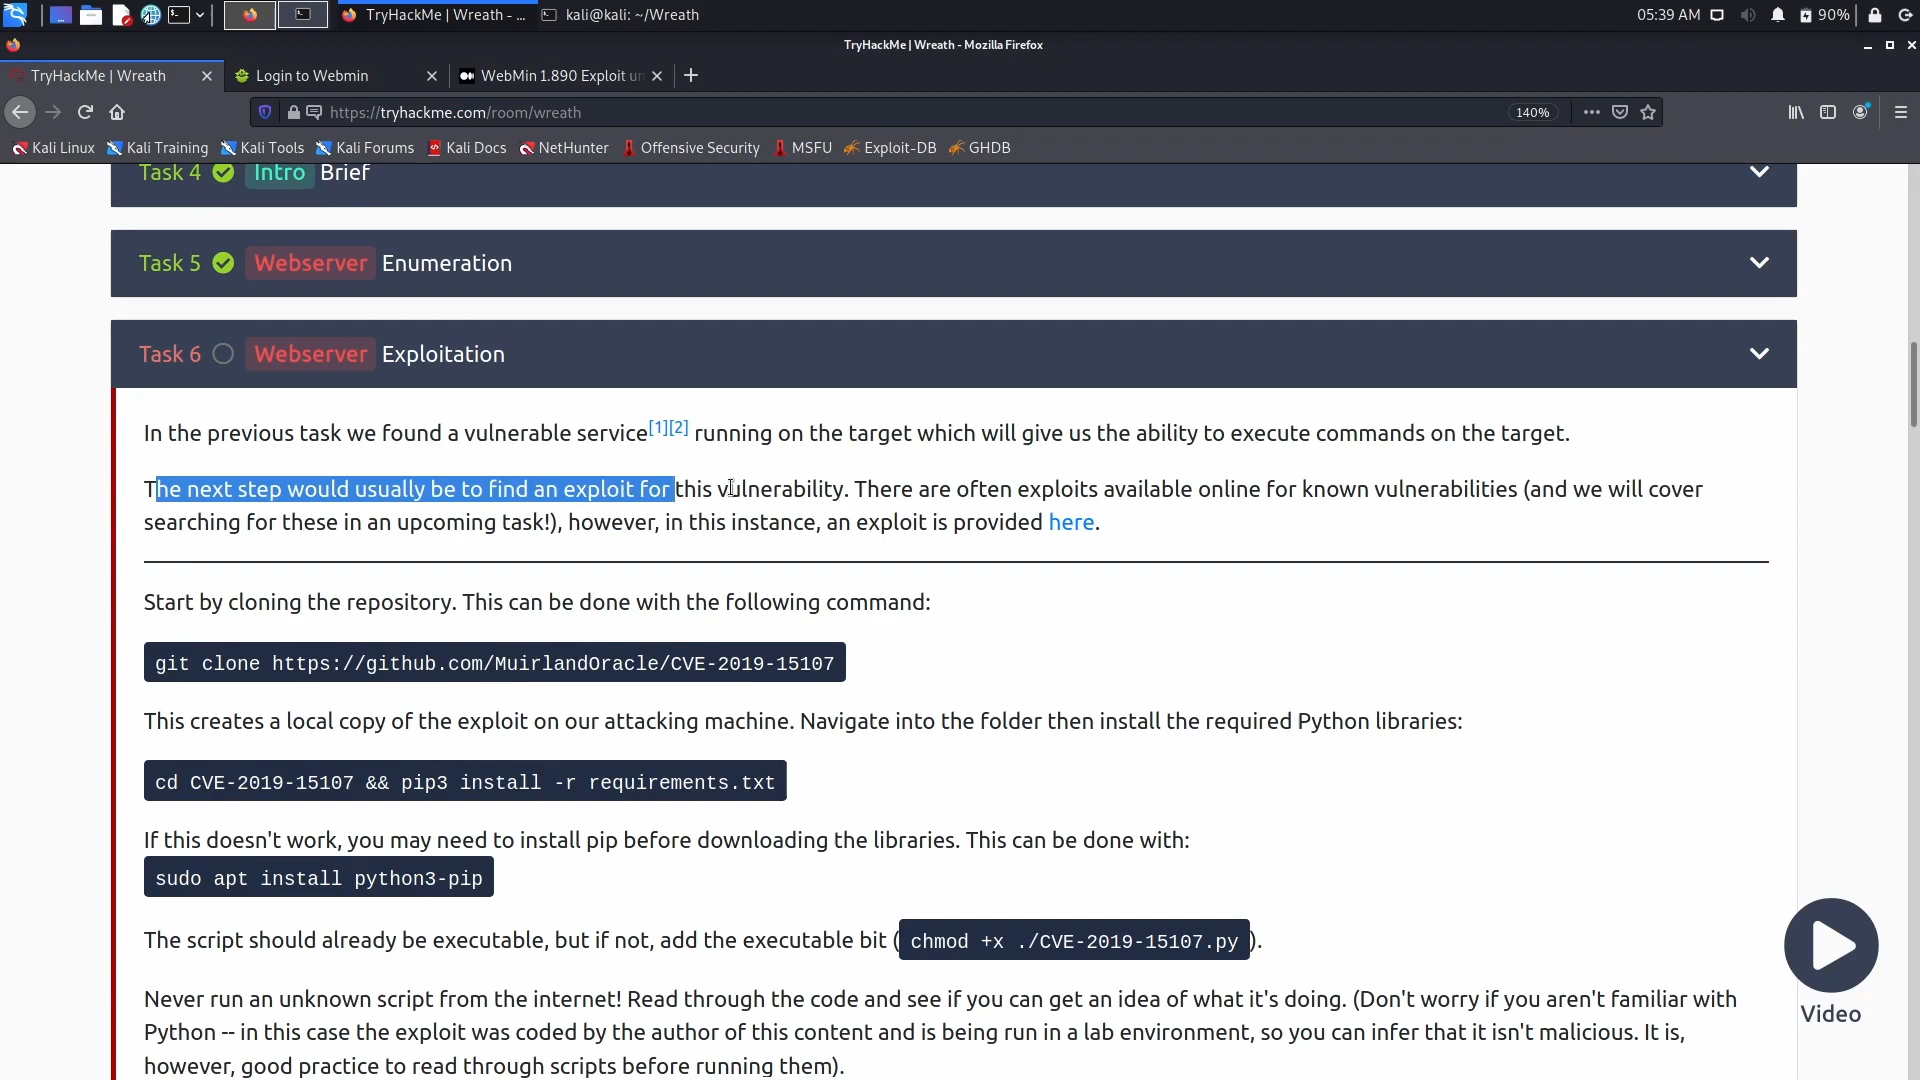 TryHackMe | Wreath - ...
kali@kali: ~/Wreath
05:39 AM
90%
TryHackMe | Wreath - Mozilla Firefox
TryHackMe | Wreath
Login to Webmin
WebMin 1.890 Exploit un
https://tryhackme.com/room/wreath
140%
Kali Linux
Kali Training
Kali Tools
Kali Forums
Kali Docs
NetHunter
Offensive Security
MSFU
Exploit-DB
GHDB
Task 4 Intro Brief
Task 5 Webserver Enumeration
Task 6 Webserver Exploitation
In the previous task we found a vulnerable service[1][2] running on the target which will give us the ability to execute commands on the target.
The next step would usually be to find an exploit for this vulnerability. There are often exploits available online for known vulnerabilities (and we will cover
searching for these in an upcoming task!), however, in this instance, an exploit is provided here.
Start by cloning the repository. This can be done with the following command:
git clone https://github.com/MuirlandOracle/CVE-2019-15107
This creates a local copy of the exploit on our attacking machine. Navigate into the folder then install the required Python libraries:
cd CVE-2019-15107 && pip3 install -r requirements.txt
If this doesn't work, you may need to install pip before downloading the libraries. This can be done with:
sudo apt install python3-pip
The script should already be executable, but if not, add the executable bit ( chmod +x ./CVE-2019-15107.py ).
Never run an unknown script from the internet! Read through the code and see if you can get an idea of what it's doing. (Don't worry if you aren't familiar with
Python -- in this case the exploit was coded by the author of this content and is being run in a lab environment, so you can infer that it isn't malicious. It is,
however, good practice to read through scripts before running them).
Video